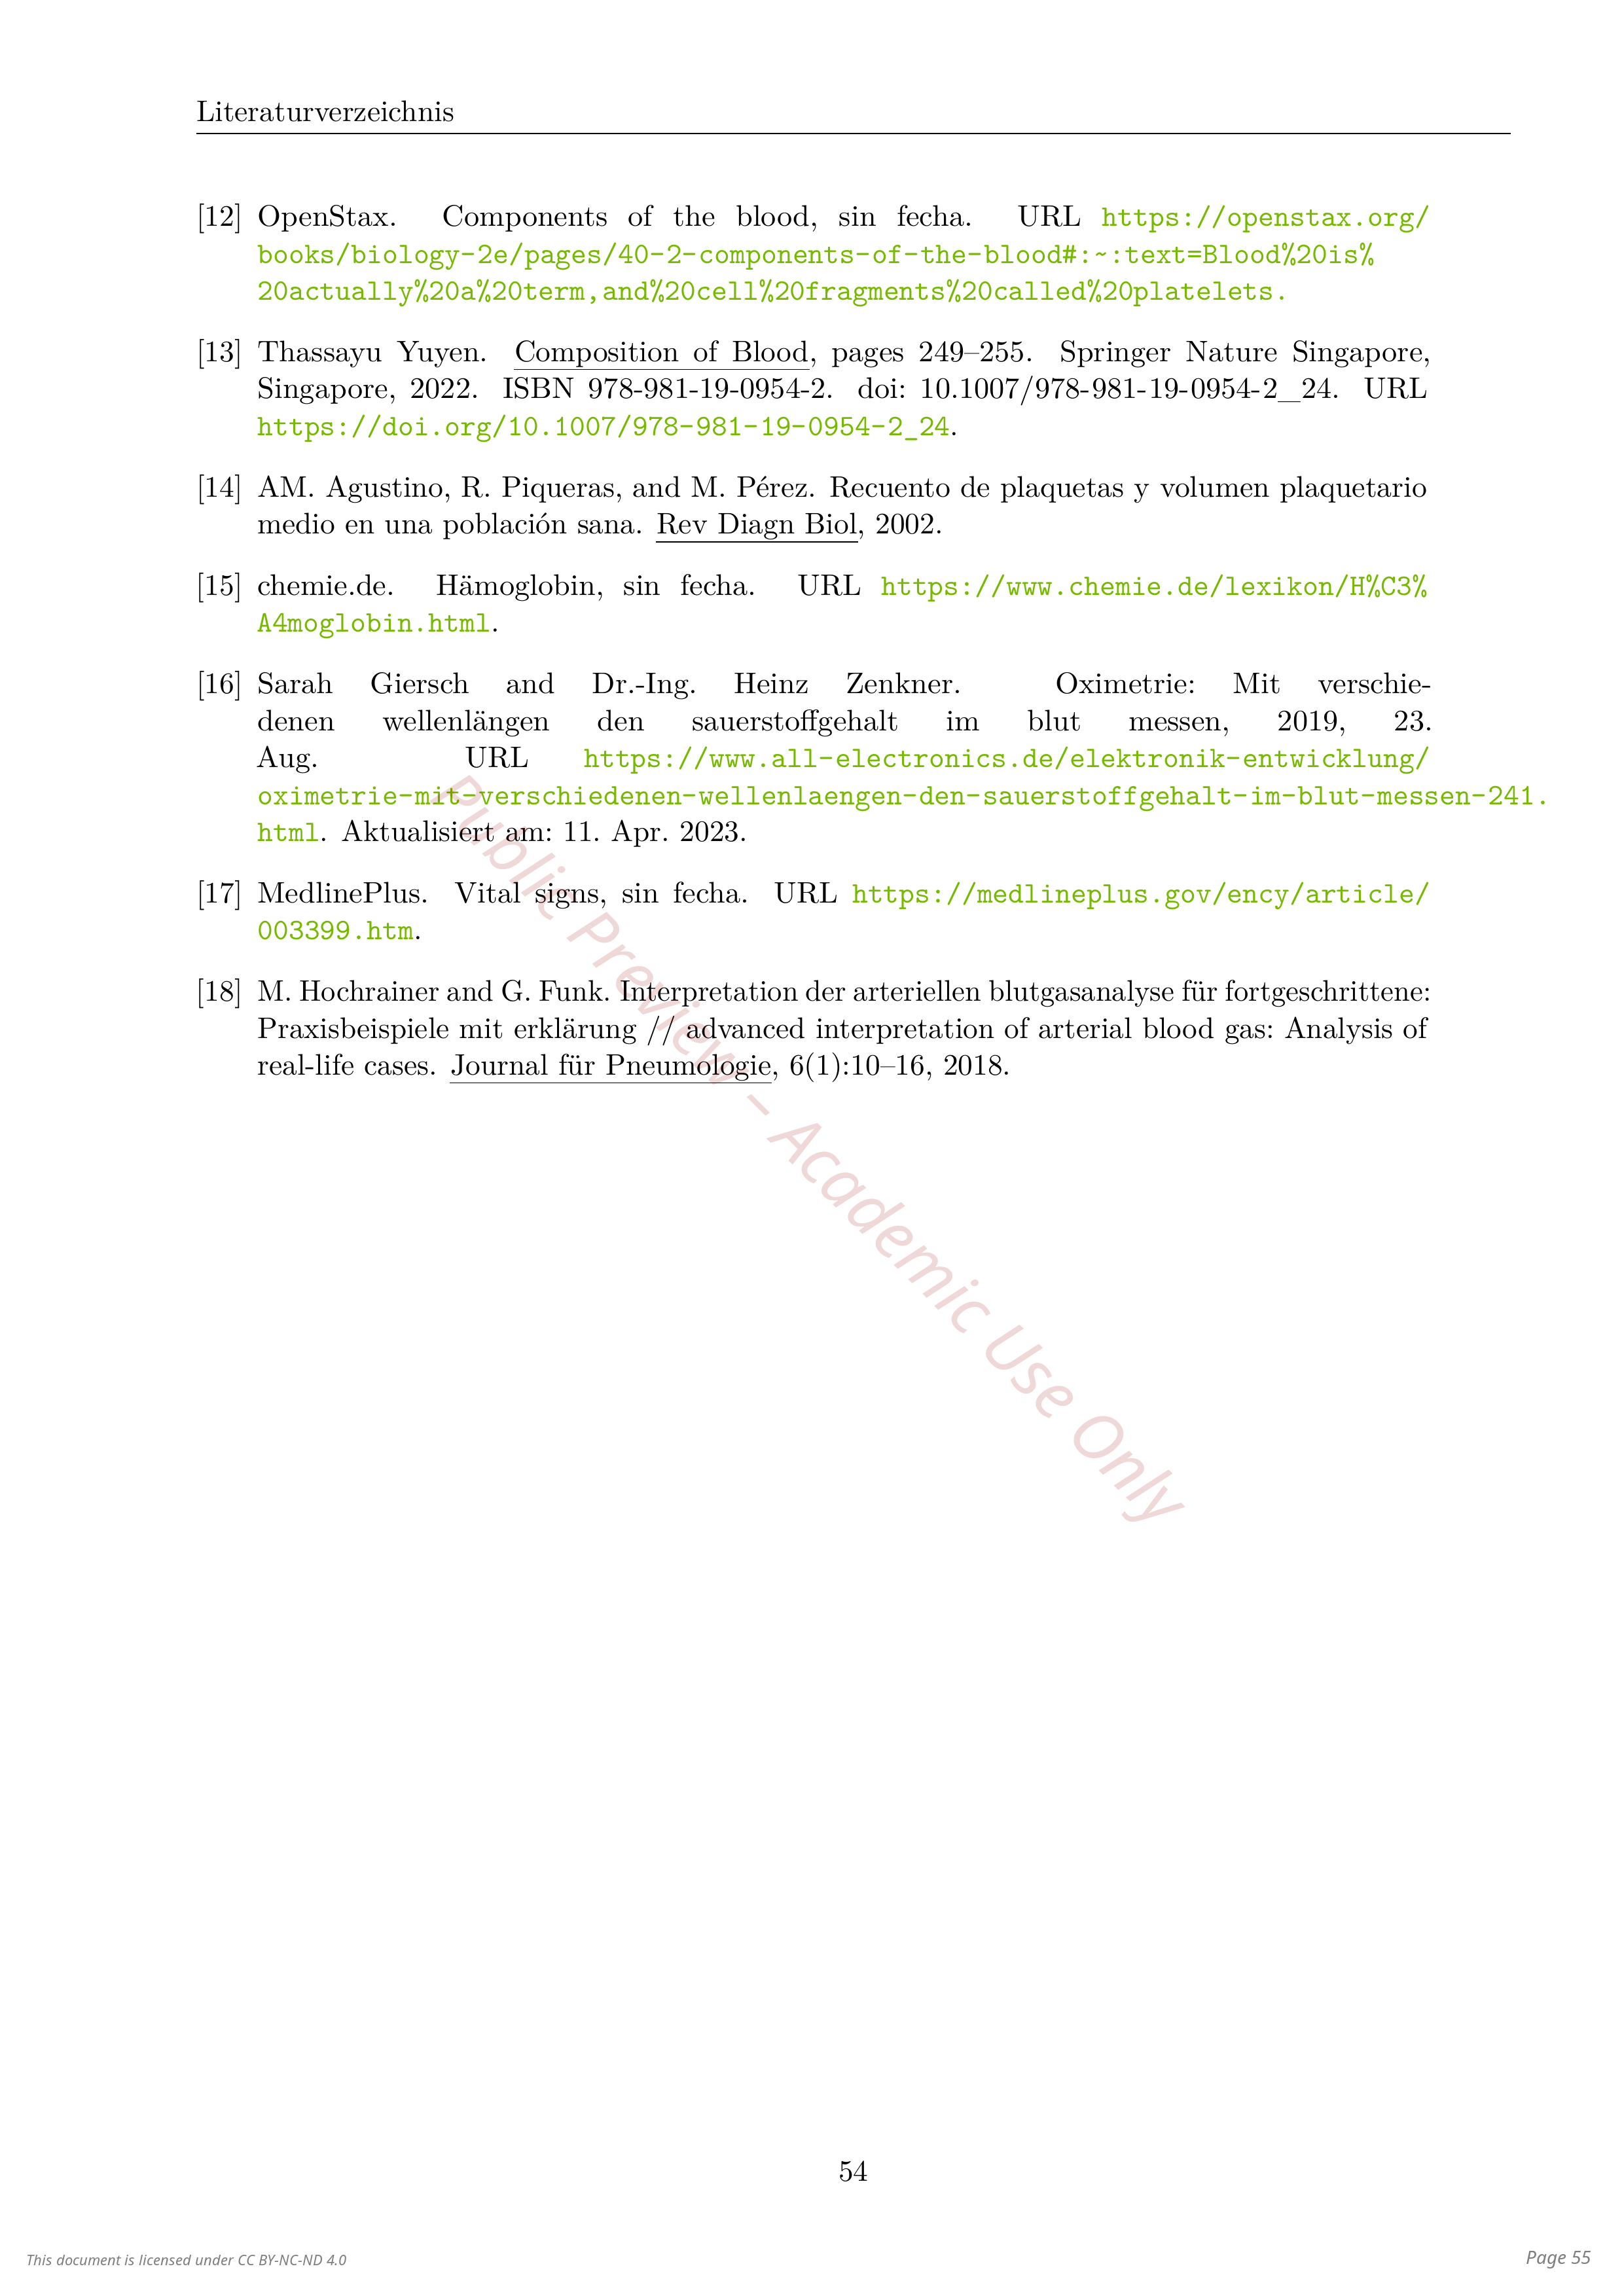 Literaturverzeichnis
[12] OpenStax. Components of the blood, sin fecha. URL https://openstax.org/
books/biology-2e/pages/40-2-components-of-the-blood#:~:text=Blood%20is%
20actually%20a%20term,and%20cell%20fragments%20called%20platelets.
[13] Thassayu Yuyen. Composition of Blood, pages 249–255. Springer Nature Singapore,
Singapore, 2022. ISBN 978-981-19-0954-2. doi: 10.1007/978-981-19-0954-2_24. URL
https://doi.org/10.1007/978-981-19-0954-2_24.
[14] AM. Agustino, R. Piqueras, and M. Pérez. Recuento de plaquetas y volumen plaquetario
medio en una población sana. Rev Diagn Biol, 2002.
[15] chemie.de. Hämoglobin, sin fecha. URL https://www.chemie.de/lexikon/H%C3%
A4moglobin.html.
[16] Sarah Giersch and Dr.-Ing. Heinz Zenkner. Oximetrie: Mit verschie-
denen wellenlängen den sauerstoffgehalt im blut messen, 2019, 23.
Aug. URL https://www.all-electronics.de/elektronik-entwicklung/
oximetrie-mit-verschiedenen-wellenlaengen-den-sauerstoffgehalt-im-blut-messen-241.
html. Aktualisiert am: 11. Apr. 2023.
[17] MedlinePlus. Vital signs, sin fecha. URL https://medlineplus.gov/ency/article/
003399.htm.
[18] M. Hochrainer and G. Funk. Interpretation der arteriellen blutgasanalyse für fortgeschrittene:
Praxisbeispiele mit erklärung // advanced interpretation of arterial blood gas: Analysis of
real-life cases. Journal für Pneumologie, 6(1):10–16, 2018.
Public Preview – Academic Use Only
54
This document is licensed under CC BY-NC-ND 4.0
Page 55